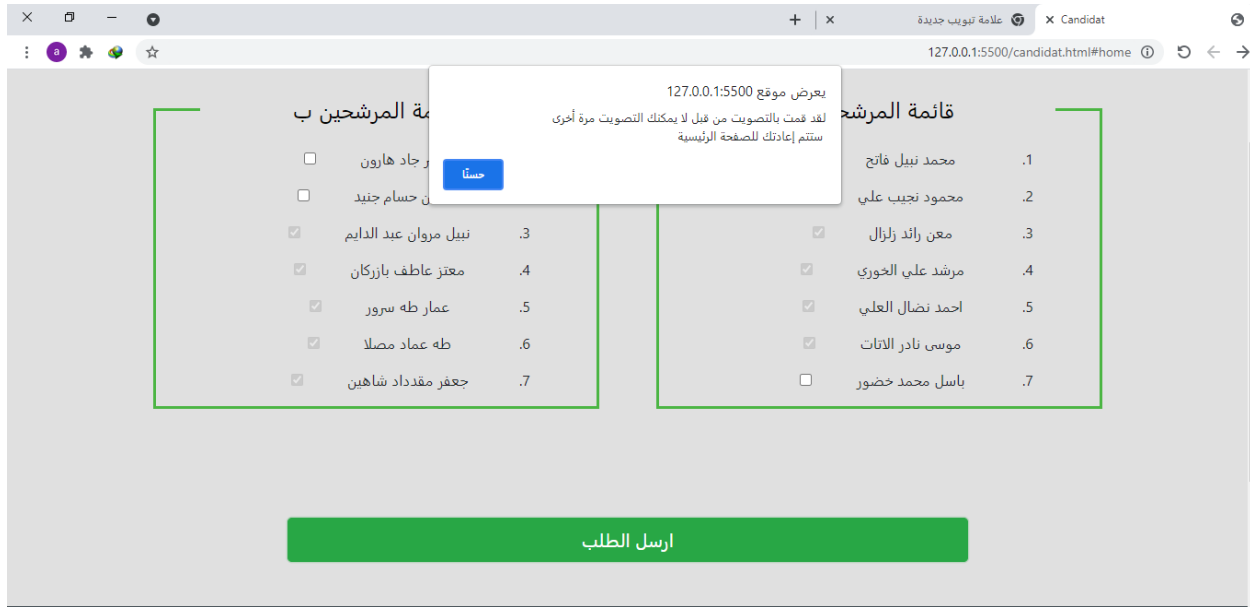 Candidat
علامة تبويب جديدة
127.0.0.1:5500/candidat.html#home
a
يعرض موقع 127.0.0.1:5500
لقد قمت بالتصويت من قبل لا يمكنك التصويت مرة أخرى
ستتم إعادتك للصفحة الرئيسية
حسنًا
قائمة
المرشحين ب
1. محمد نبيل فاتح
جاد هارون
2. محمود نجيب علي
حسام جنيد
3. معن رائد زلزال
3. نبيل مروان عبد الدايم
4. مرشد علي الخوري
4. معتز عاطف بازركان
5. احمد نضال العلي
5. عمار طه سرور
6. موسى نادر الاتات
6. طه عماد مصلا
7. باسل محمد خضور
7. جعفر مقدداد شاهين
ارسل الطلب